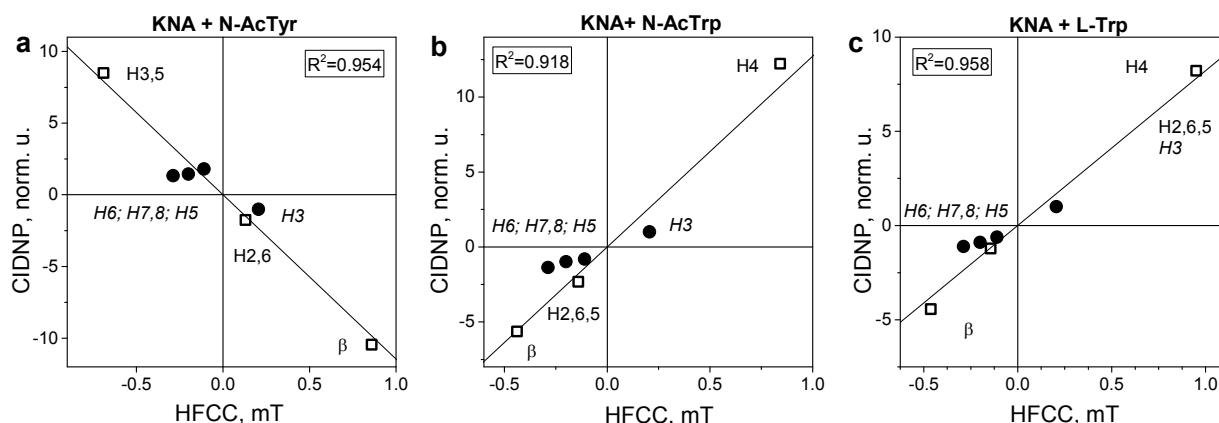 KNA + N-AcTyr
a
10
5
0
-5
-10
CIDNP, norm. u.
H3,5
R²=0.954
H6; H7,8; H5
H3
H2,6
β
0.0
0.5
1.0
-0.5
HFCC, mT
KNA+ N-AcTrp
b
10
5
0
-5
CIDNP, norm. u.
R²=0.918
H4
H6; H7,8; H5
H3
H2,6,5
β
-0.5
0.0
0.5
1.0
HFCC, mT
KNA + L-Trp
c
10
5
0
-5
CIDNP, norm. u.
R²=0.958
H4
H2,6,5
H3
H6; H7,8; H5
β
-0.5
0.0
0.5
1.0
HFCC, mT